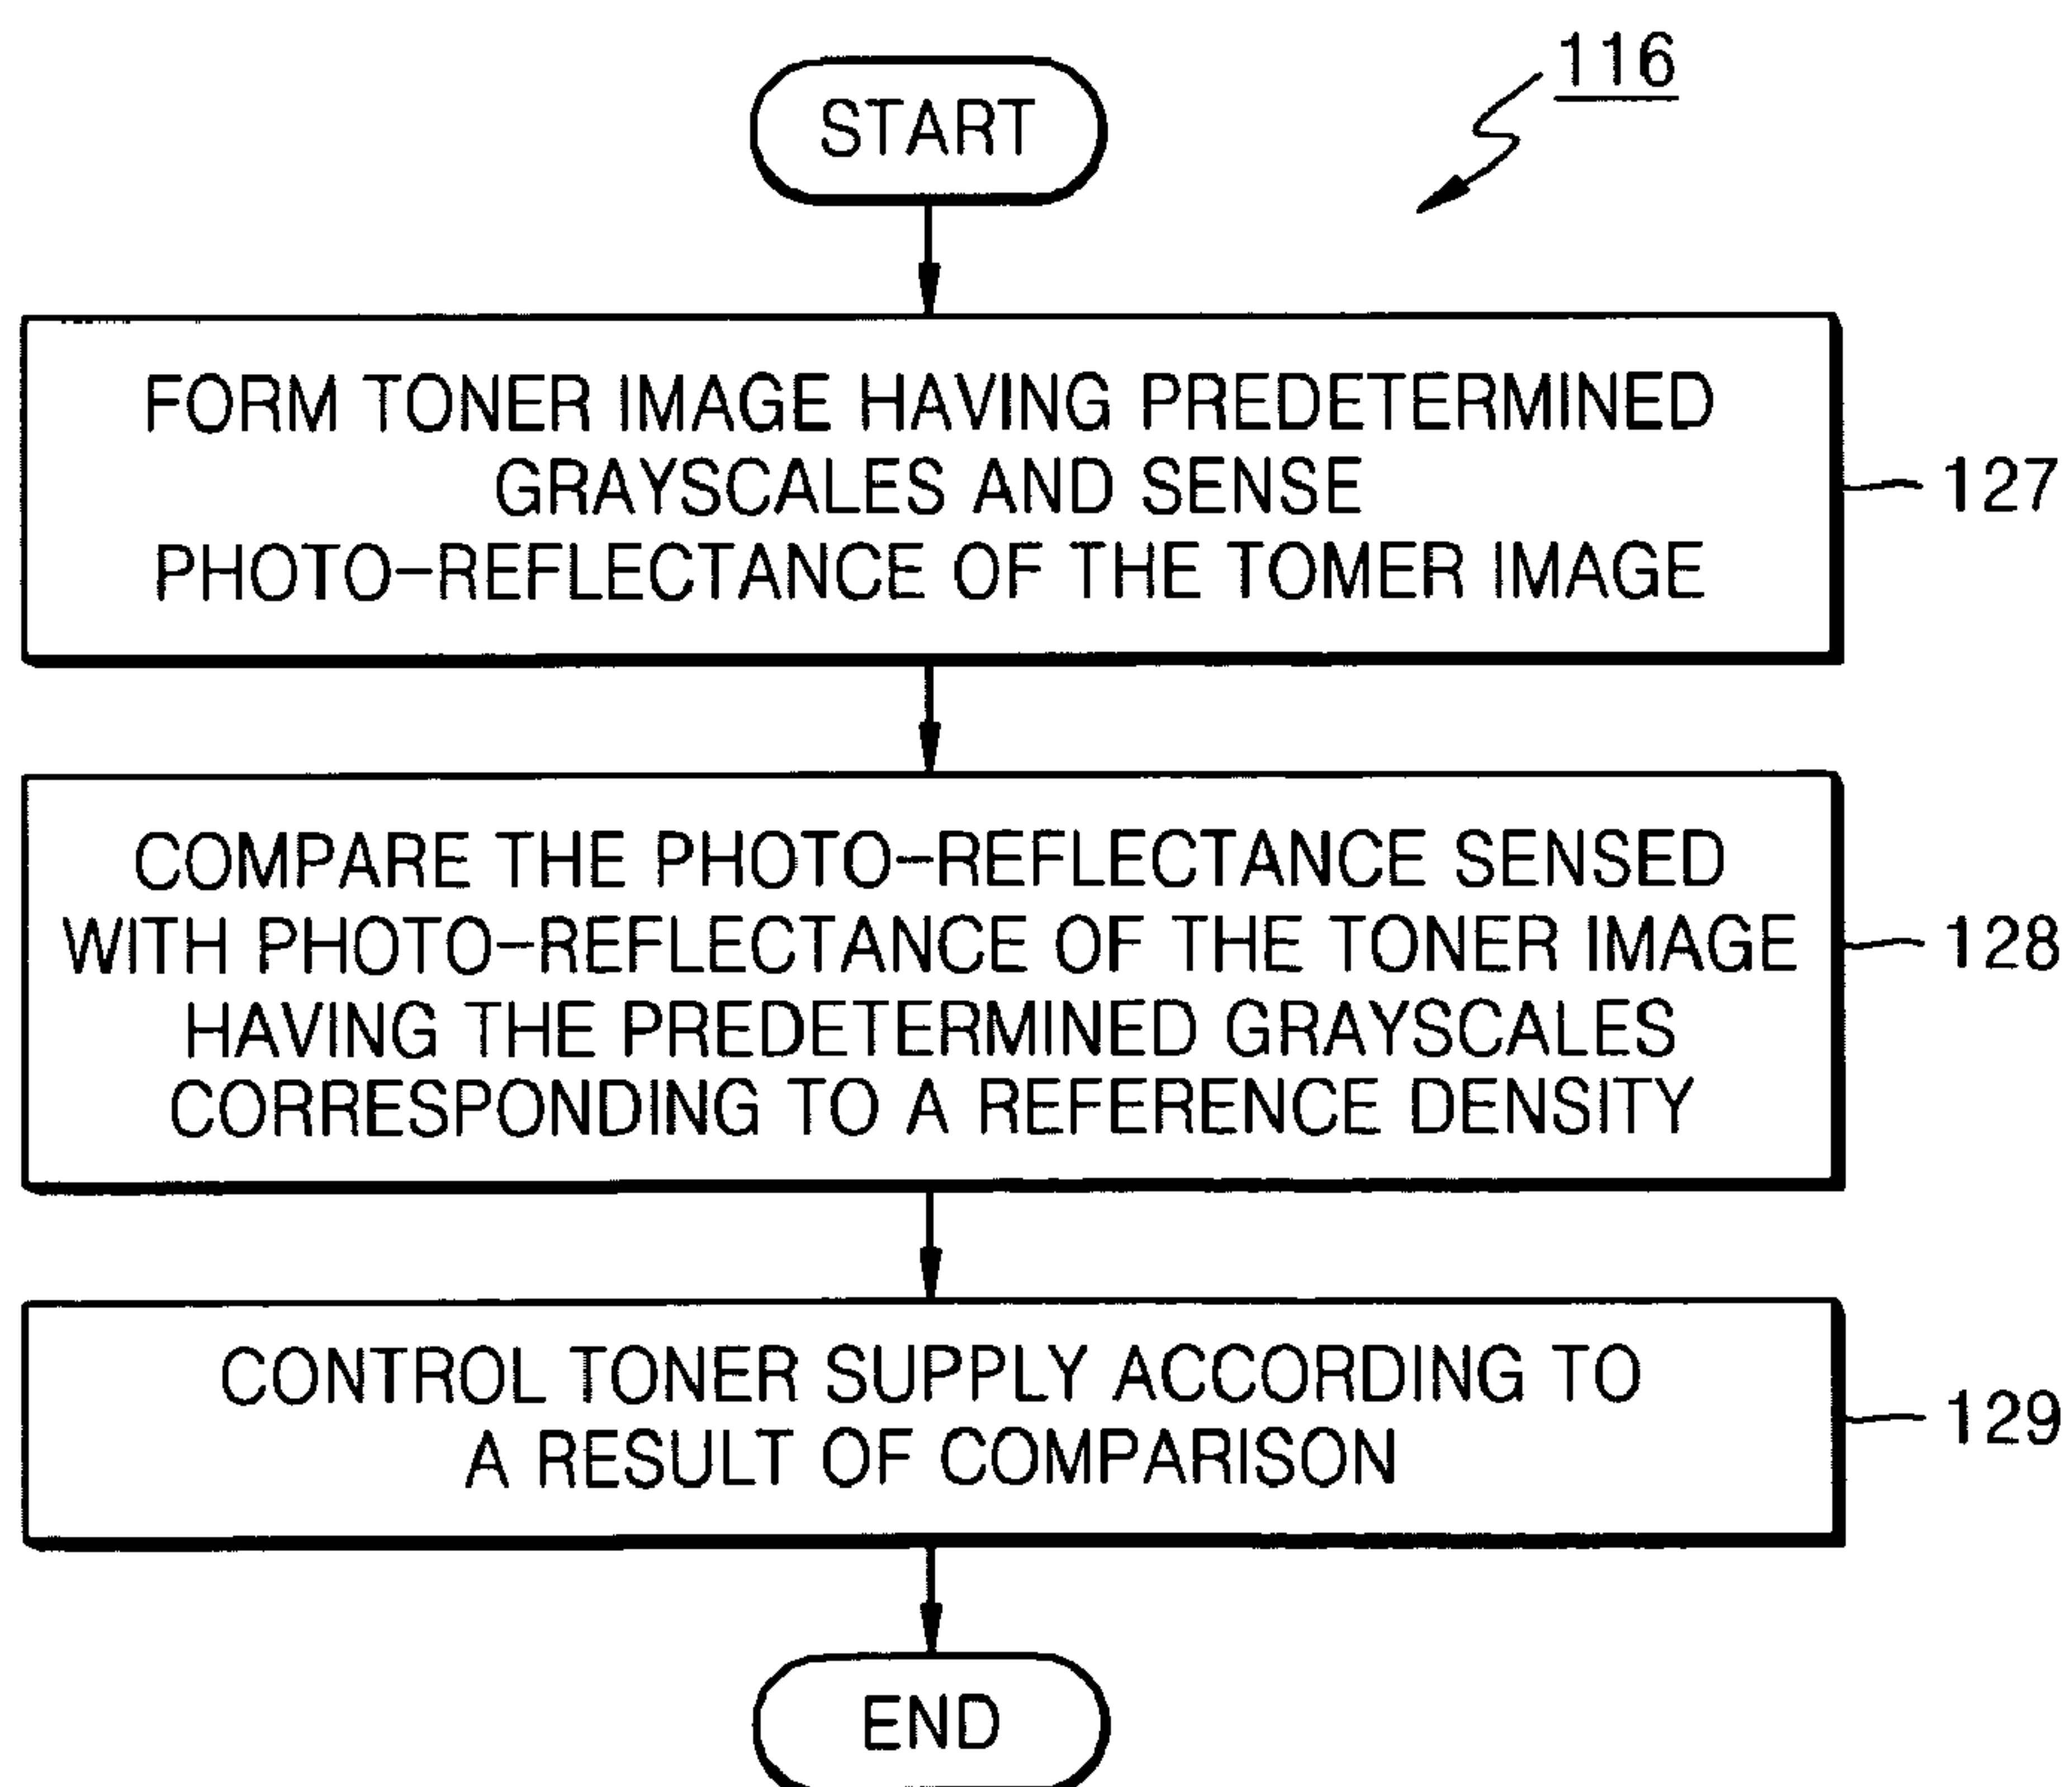 116
START
FORM TONER IMAGE HAVING PREDETERMINED
GRAYSCALES AND SENSE
PHOTO-REFLECTANCE OF THE TOMER IMAGE
127
COMPARE THE PHOTO-REFLECTANCE SENSED
WITH PHOTO-REFLECTANCE OF THE TONER IMAGE
HAVING THE PREDETERMINED GRAYSCALES
CORRESPONDING TO A REFERENCE DENSITY
128
CONTROL TONER SUPPLY ACCORDING TO
A RESULT OF COMPARISON
129
END